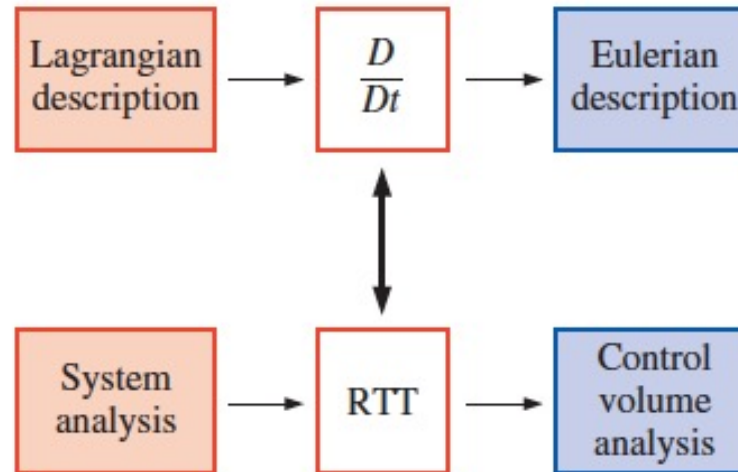 Lagrangian
description
D
Dt
Eulerian
description
System
analysis
RTT
Control
volume
analysis